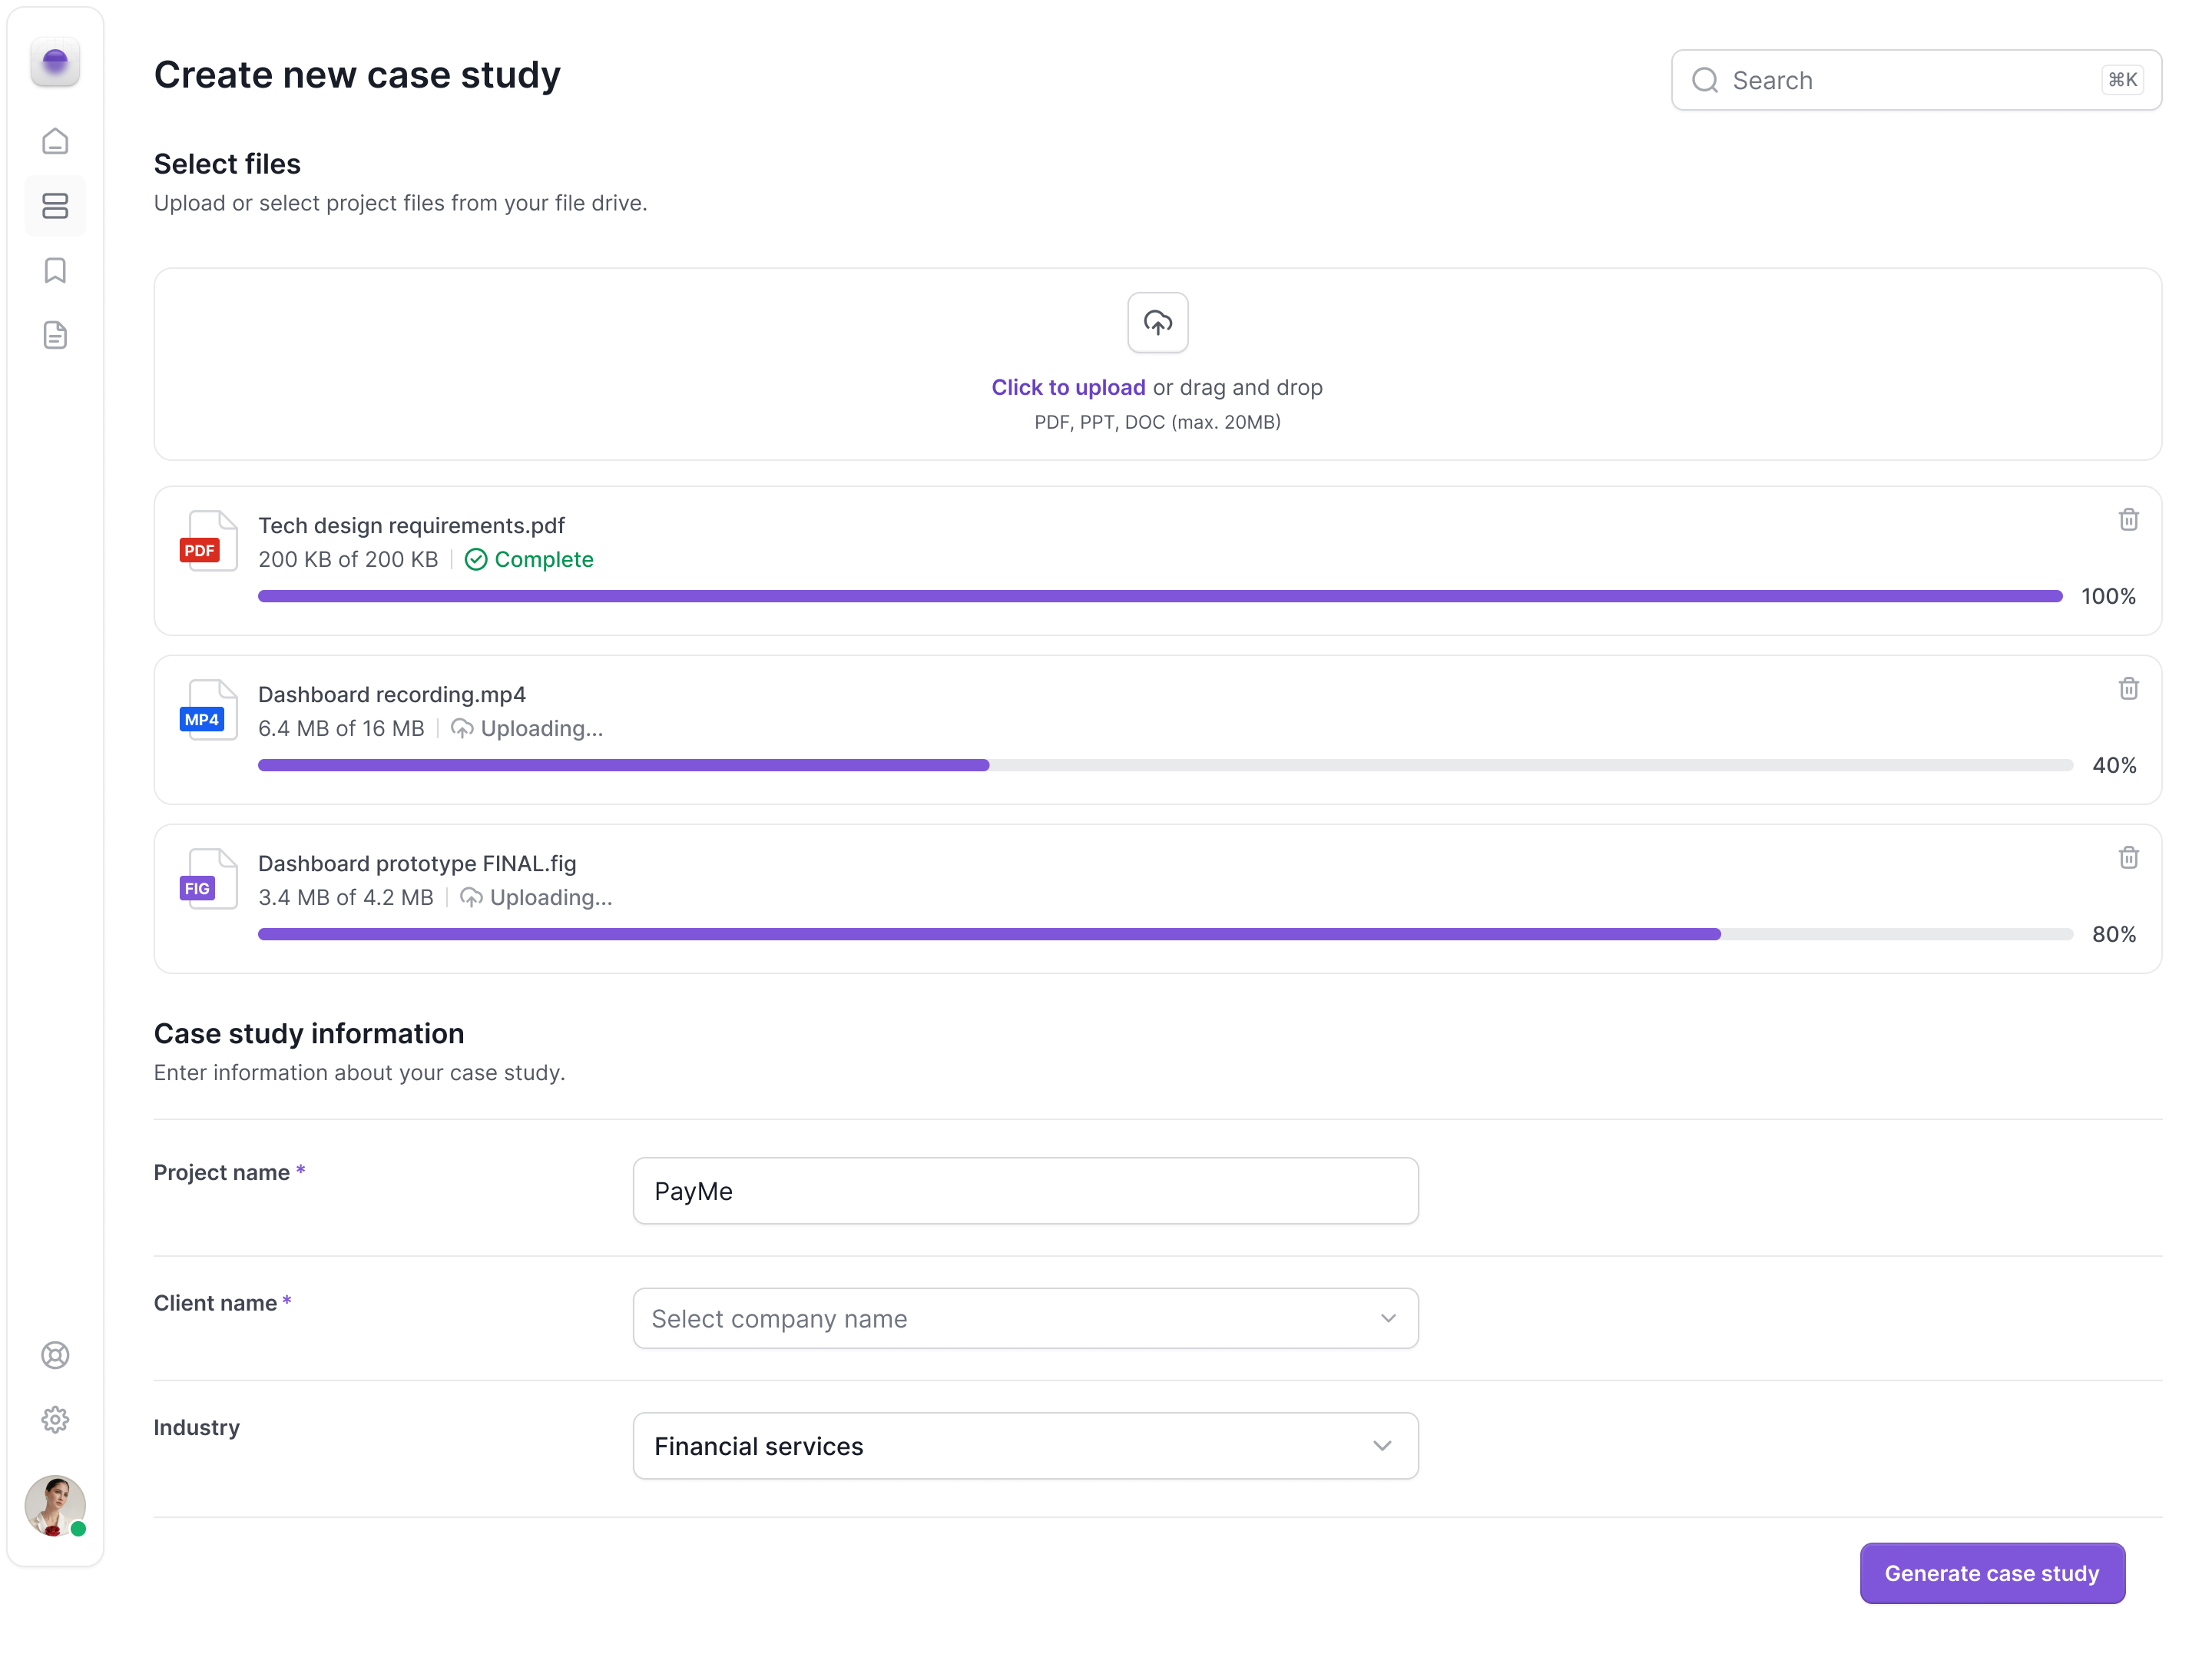 Create new case study
Search
⌘K
Select files
Upload or select project files from your file drive.
Click to upload or drag and drop
PDF, PPT, DOC (max. 20MB)
PDF
Tech design requirements.pdf
200 KB of 200 KB
Complete
100%
MP4
Dashboard recording.mp4
6.4 MB of 16 MB
Uploading...
40%
FIG
Dashboard prototype FINAL.fig
3.4 MB of 4.2 MB
Uploading...
80%
Case study information
Enter information about your case study.
Project name *
PayMe
Client name *
Select company name
Industry
Financial services
Generate case study